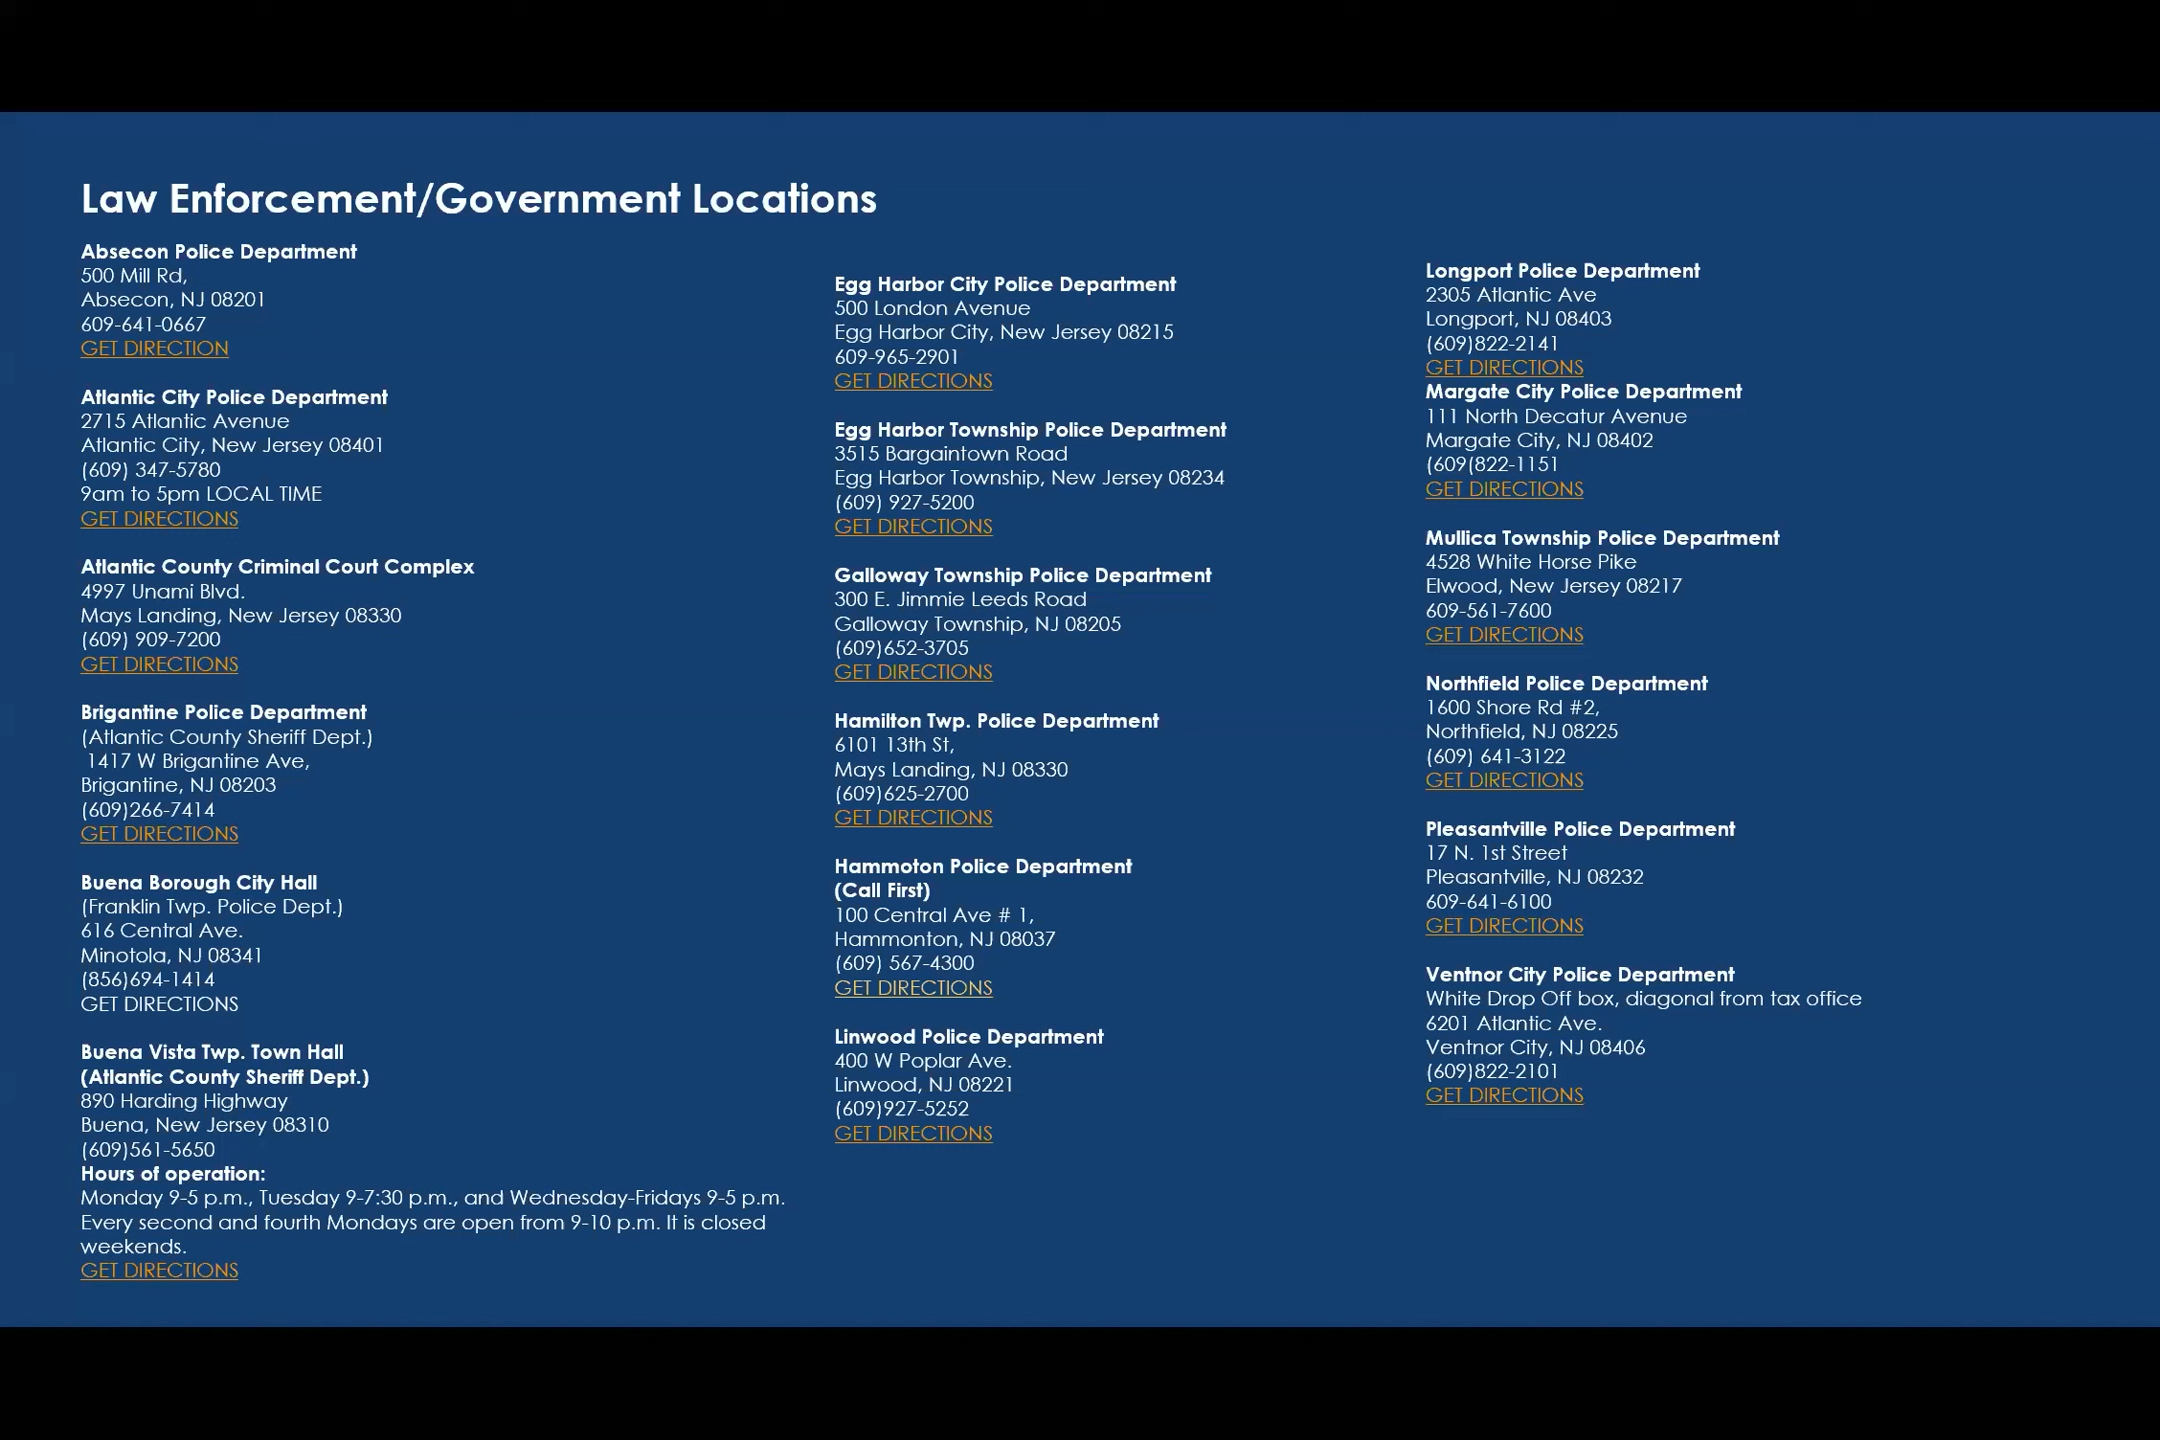 Law Enforcement/Government Locations
Absecon Police Department
500 Mill Rd,
Absecon, NJ 08201
609-641-0667
GET DIRECTION
Atlantic City Police Department
2715 Atlantic Avenue
Atlantic City, New Jersey 08401
(609) 347-5780
9am to 5pm LOCAL TIME
GET DIRECTIONS
Atlantic County Criminal Court Complex
4997 Unami Blvd.
Mays Landing, New Jersey 08330
(609) 909-7200
GET DIRECTIONS
Brigantine Police Department
(Atlantic County Sheriff Dept.)
1417 W Brigantine Ave,
Brigantine, NJ 08203
(609)266-7414
GET DIRECTIONS
Buena Borough City Hall
(Franklin Twp. Police Dept.)
616 Central Ave.
Minotola, NJ 08341
(856)694-1414
GET DIRECTIONS
Buena Vista Twp. Town Hall
(Atlantic County Sheriff Dept.)
890 Harding Highway
Buena, New Jersey 08310
(609)561-5650
Hours of operation:
Monday 9-5 p.m., Tuesday 9-7:30 p.m., and Wednesday-Fridays 9-5 p.m.
Every second and fourth Mondays are open from 9-10 p.m. It is closed
weekends.
GET DIRECTIONS
Egg Harbor City Police Department
500 London Avenue
Egg Harbor City, New Jersey 08215
609-965-2901
GET DIRECTIONS
Egg Harbor Township Police Department
3515 Bargaintown Road
Egg Harbor Township, New Jersey 08234
(609) 927-5200
GET DIRECTIONS
Galloway Township Police Department
300 E. Jimmie Leeds Road
Galloway Township, NJ 08205
(609)652-3705
GET DIRECTIONS
Hamilton Twp. Police Department
6101 13th St,
Mays Landing, NJ 08330
(609)625-2700
GET DIRECTIONS
Hammoton Police Department
(Call First)
100 Central Ave # 1,
Hammonton, NJ 08037
(609) 567-4300
GET DIRECTIONS
Linwood Police Department
400 W Poplar Ave.
Linwood, NJ 08221
(609)927-5252
GET DIRECTIONS
Longport Police Department
2305 Atlantic Ave
Longport, NJ 08403
(609)822-2141
GET DIRECTIONS
Margate City Police Department
111 North Decatur Avenue
Margate City, NJ 08402
(609(822-1151
GET DIRECTIONS
Mullica Township Police Department
4528 White Horse Pike
Elwood, New Jersey 08217
609-561-7600
GET DIRECTIONS
Northfield Police Department
1600 Shore Rd #2,
Northfield, NJ 08225
(609) 641-3122
GET DIRECTIONS
Pleasantville Police Department
17 N. 1st Street
Pleasantville, NJ 08232
609-641-6100
GET DIRECTIONS
Ventnor City Police Department
White Drop Off box, diagonal from tax office
6201 Atlantic Ave.
Ventnor City, NJ 08406
(609)822-2101
GET DIRECTIONS